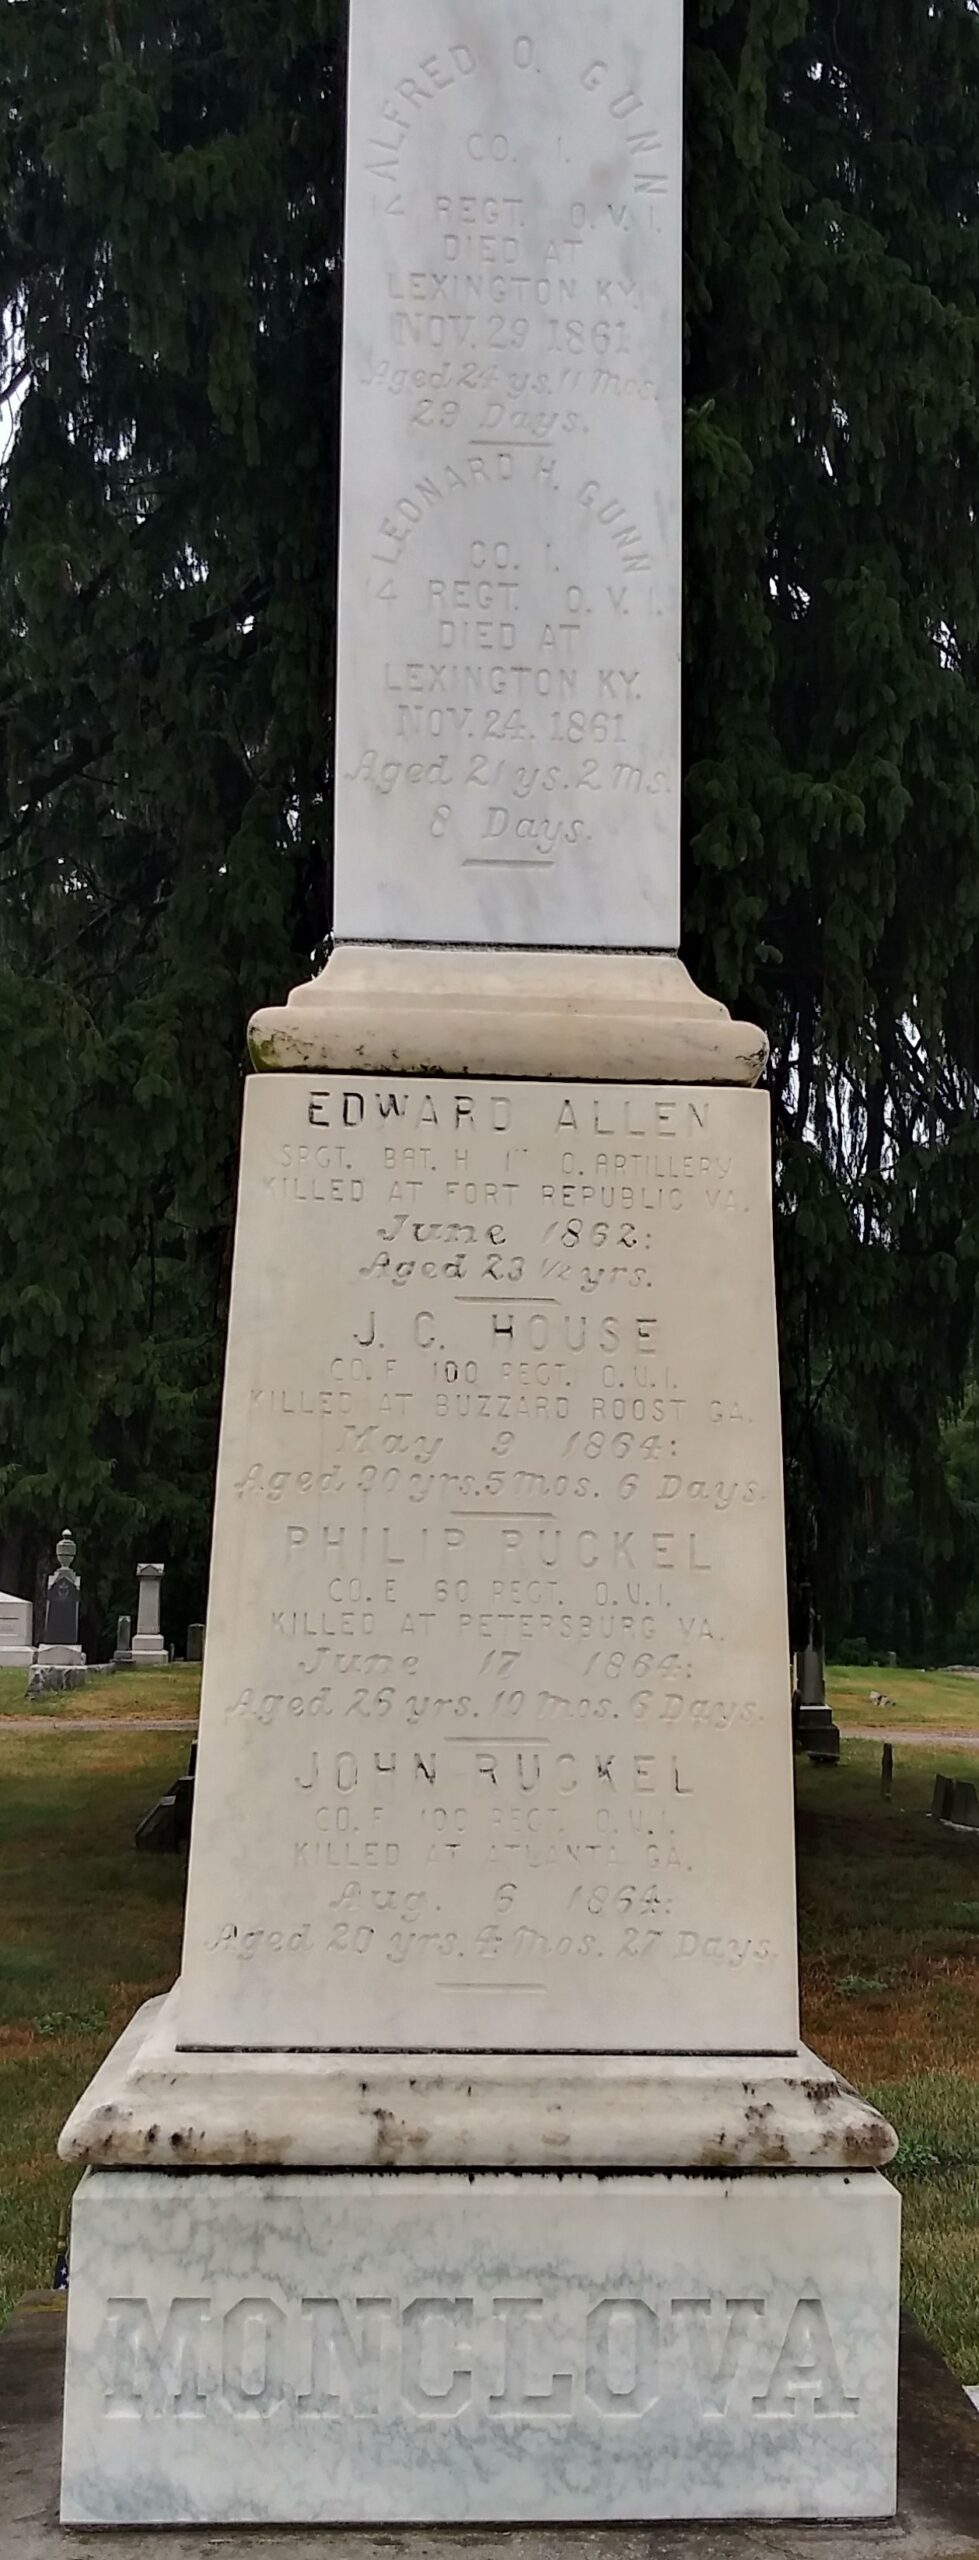 ALFRED O. GUNN
CO. I.
14 REGT. O.V.I.
DIED AT
LEXINGTON KY.
NOV. 29 1861
Aged 24 ys. 11 Mos.
29 Days.
LEONARD H. GUNN
CO. I.
14 REGT. O.V.I.
DIED AT
LEXINGTON KY.
NOV. 24. 1861
Aged 21 ys. 2 Ms.
8 Days.
EDWARD ALLEN
SRGT. BAT. H 1ST O. ARTILLERY
KILLED AT FORT REPUBLIC VA.
June 1862:
Aged 23 1/2 yrs.
J. C. HOUSE
CO. F 100 REGT. O.V.I.
KILLED AT BUZZARD ROOST GA.
May 9 1864:
Aged 30 yrs. 5 Mos. 6 Days.
PHILIP RUCKEL
CO. E 60 REGT. O.V.I.
KILLED AT PETERSBURG VA.
June 17 1864:
Aged 26 yrs. 10 Mos. 6 Days.
JOHN RUCKEL
CO. F 100 REGT. O.V.I.
KILLED AT ATLANTA GA.
Aug. 6 1864:
Aged 20 yrs. 4 Mos. 27 Days.
MONCLOVA